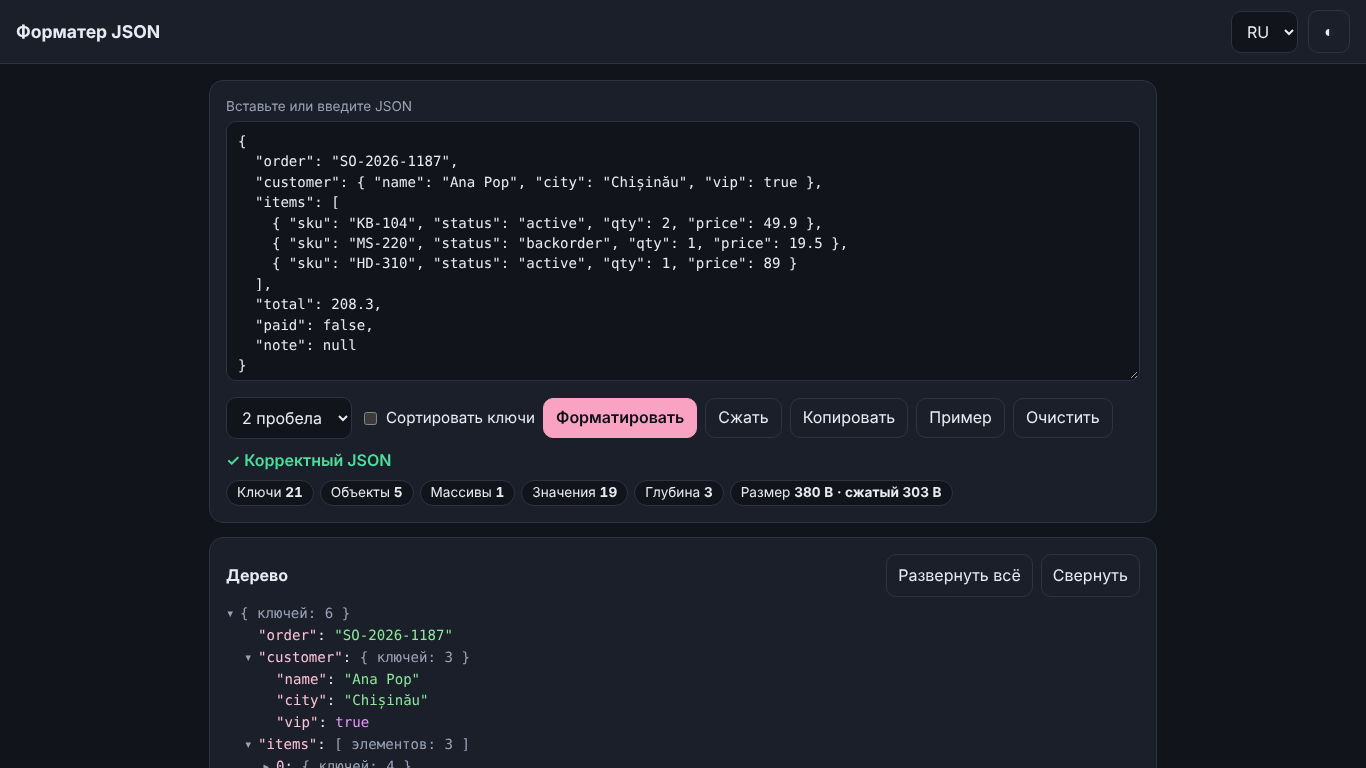 Форматер JSON
RU
Вставьте или введите JSON
{
  "order": "SO-2026-1187",
  "customer": { "name": "Ana Pop", "city": "Chișinău", "vip": true },
  "items": [
    { "sku": "KB-104", "status": "active", "qty": 2, "price": 49.9 },
    { "sku": "MS-220", "status": "backorder", "qty": 1, "price": 19.5 },
    { "sku": "HD-310", "status": "active", "qty": 1, "price": 89 }
  ],
  "total": 208.3,
  "paid": false,
  "note": null
}
2 пробела Сортировать ключи Форматировать Сжать Копировать Пример Очистить
✓ Корректный JSON
Ключи 21 Объекты 5 Массивы 1 Значения 19 Глубина 3 Размер 380 B · сжатый 303 B
Дерево Развернуть всё Свернуть
▾ { ключей: 6 }
"order": "SO-2026-1187"
▾ "customer": { ключей: 3 }
"name": "Ana Pop"
"city": "Chișinău"
"vip": true
▾ "items": [ элементов: 3 ]
▸ 0: { ключей: 4 }